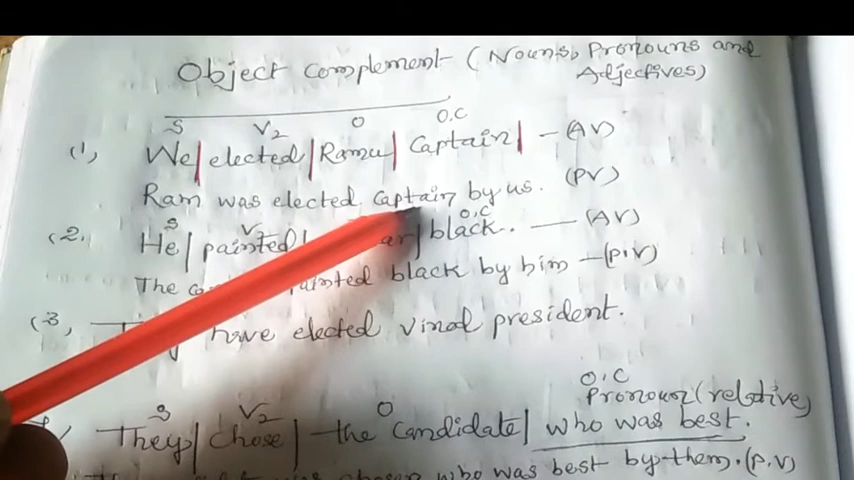 Object Complement (Nouns, Pronouns and
Adjectives)
S V2 O O.C
(1) We | elected | Ramu | Captain | - (AV)
Ram was elected captain by us. (PV)
S V O.C
(2. He | painted | | black. — (AV)
The painted black by him - (P.V)
(3, have elected vinod president.
O.C
S V2 O Pronoun (relative)
They | chose | the candidate | who was best.
who was best by them. (P.V)